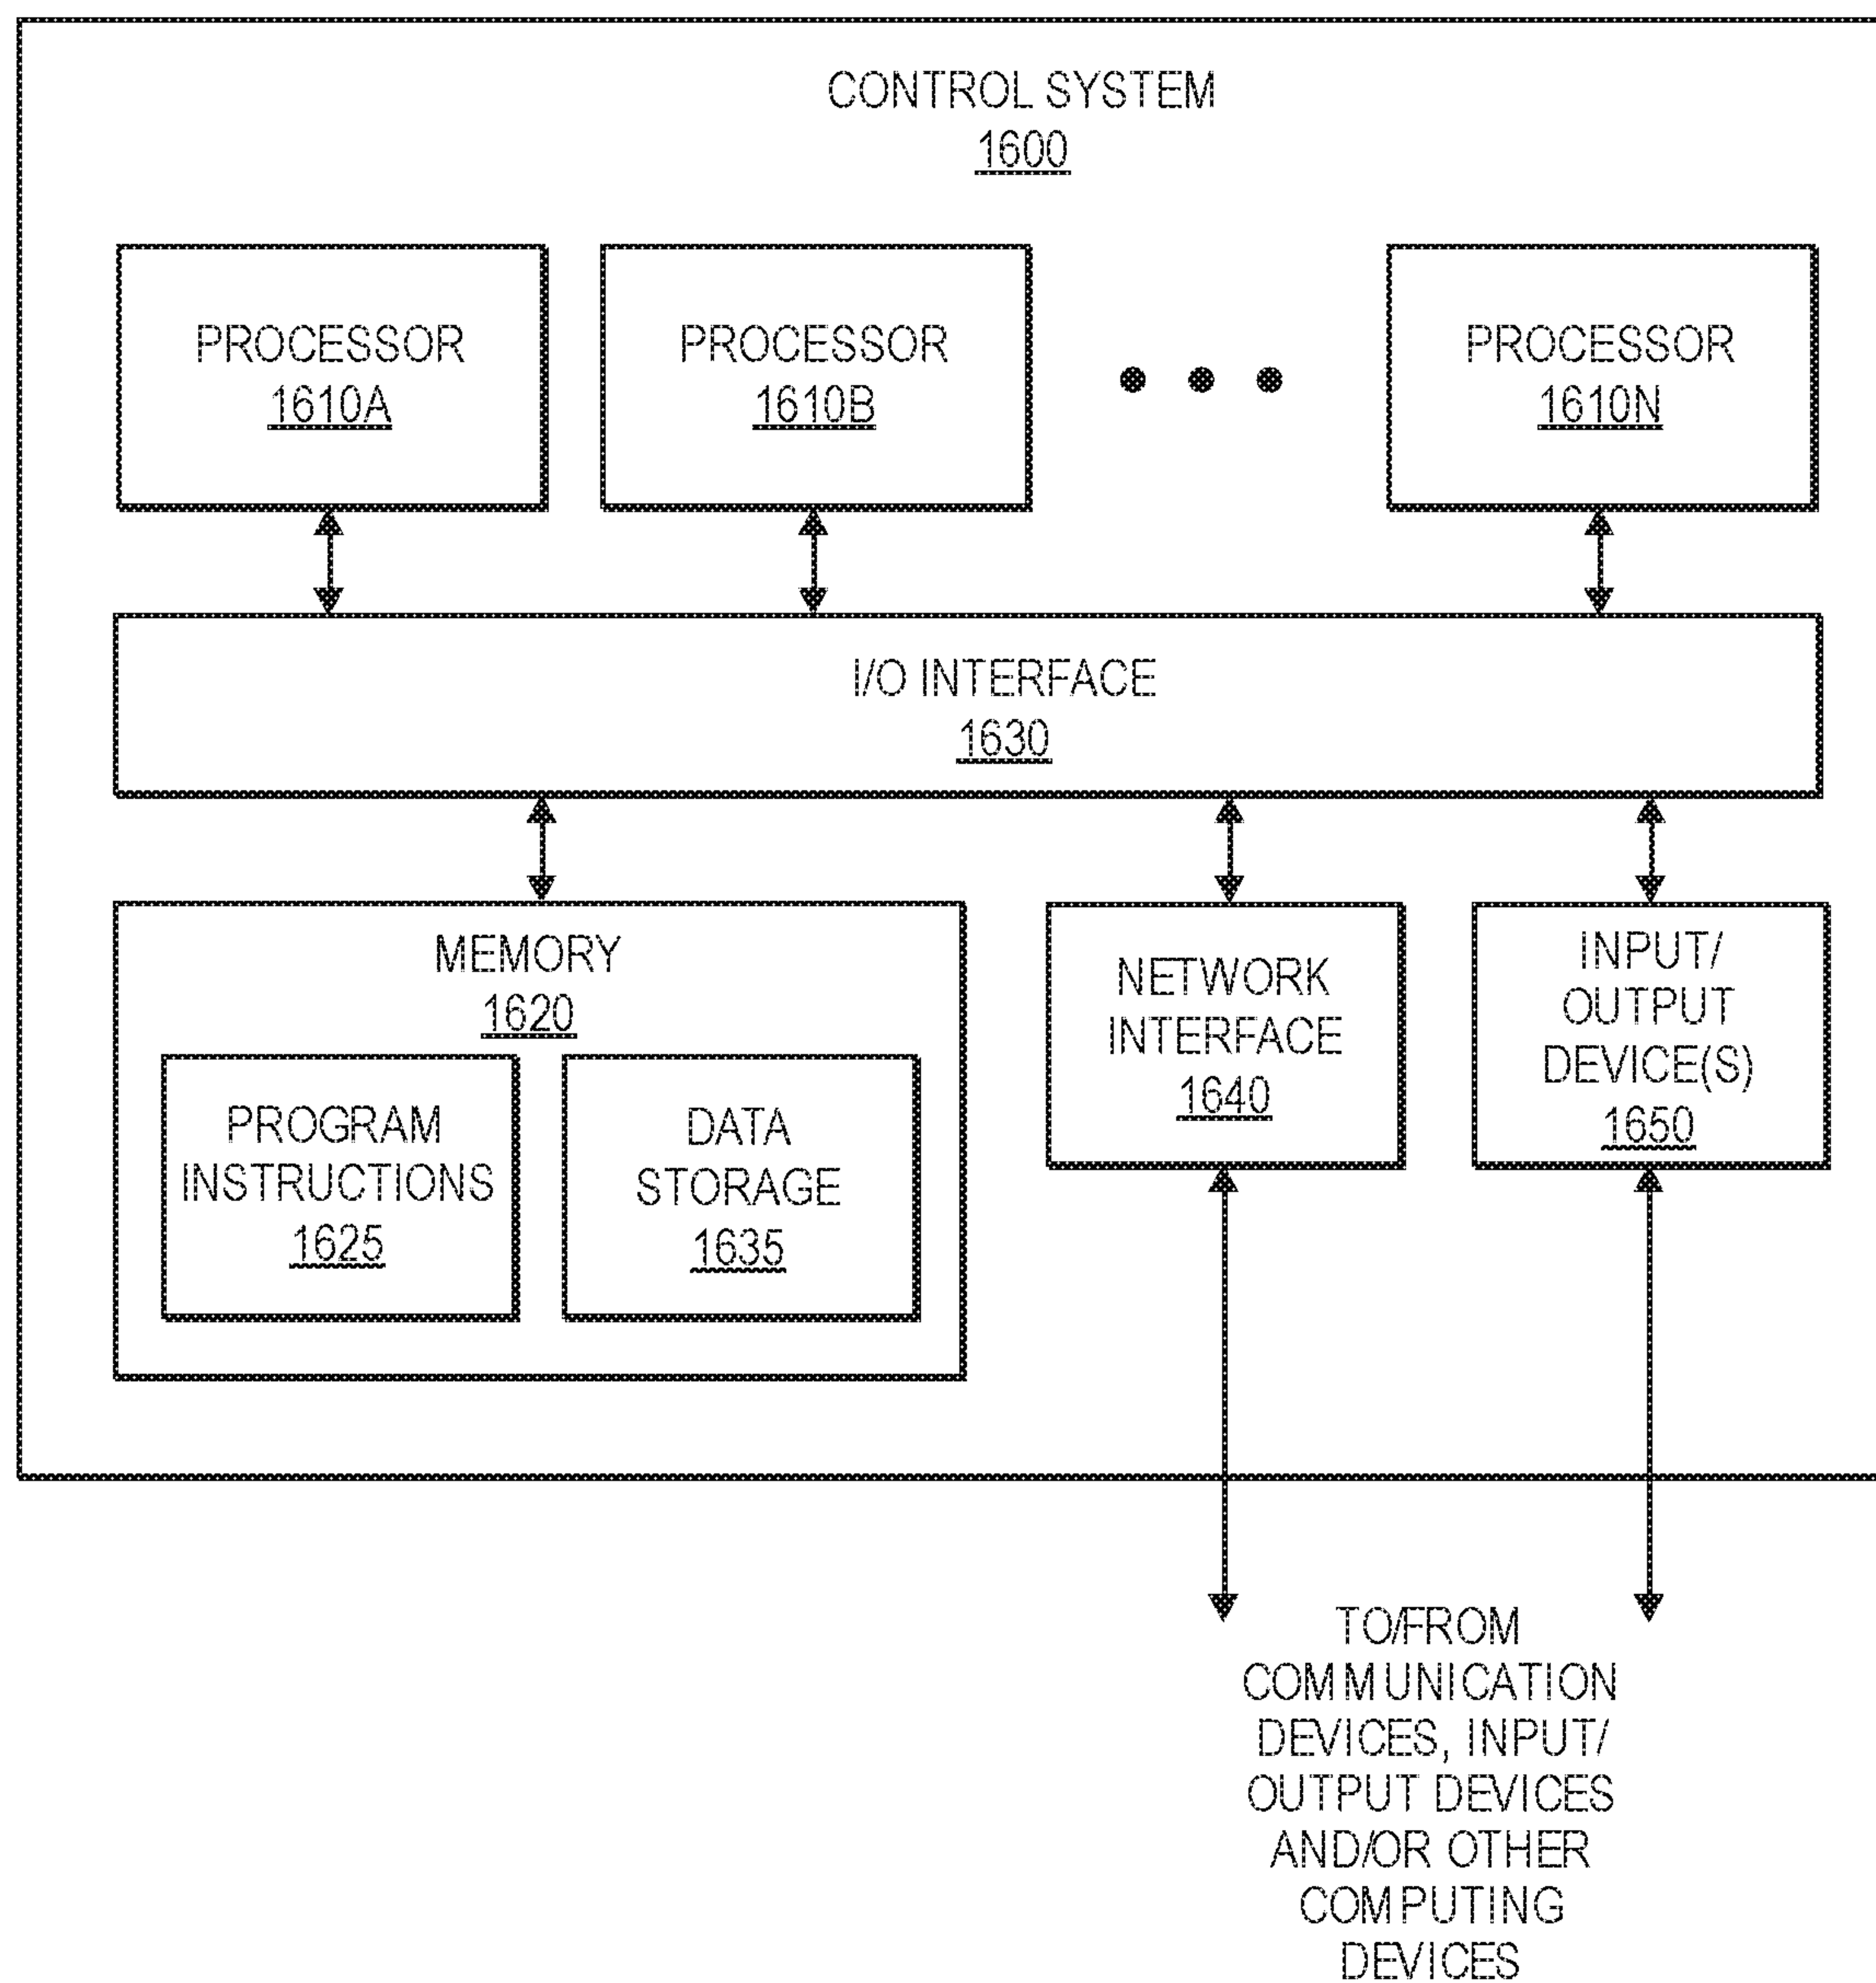 CONTROL SYSTEM
1600
PROCESSOR
1610A
PROCESSOR
1610B
PROCESSOR
1610N
I/O INTERFACE
1630
MEMORY
1620
PROGRAM
INSTRUCTIONS
1625
DATA
STORAGE
1635
NETWORK
INTERFACE
1640
INPUT/
OUTPUT
DEVICE(S)
1650
TO/FROM
COMMUNICATION
DEVICES, INPUT/
OUTPUT DEVICES
AND/OR OTHER
COMPUTING
DEVICES